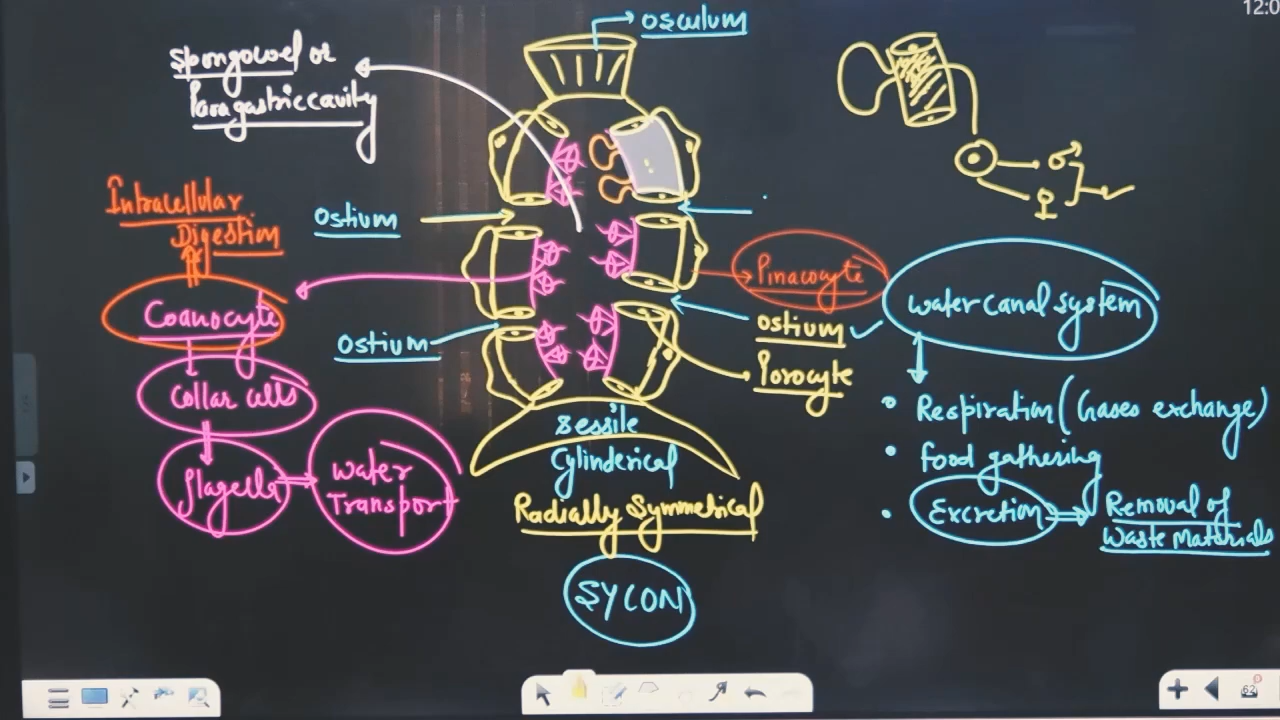 osculum
12:0
Spongocoel or
Paragastric cavity
Intracellular
Digestion
Ostium
Pinacocyte
Coanocyte
water canal system
ostium
Ostium
Porocyte
Collar cells
Respiration (Gases exchange)
Sessile
Cylinderical
food gathering
flagella
water
Transport
Radially Symmetrical
Excretion
Removal of
waste Materials
SYCON
62